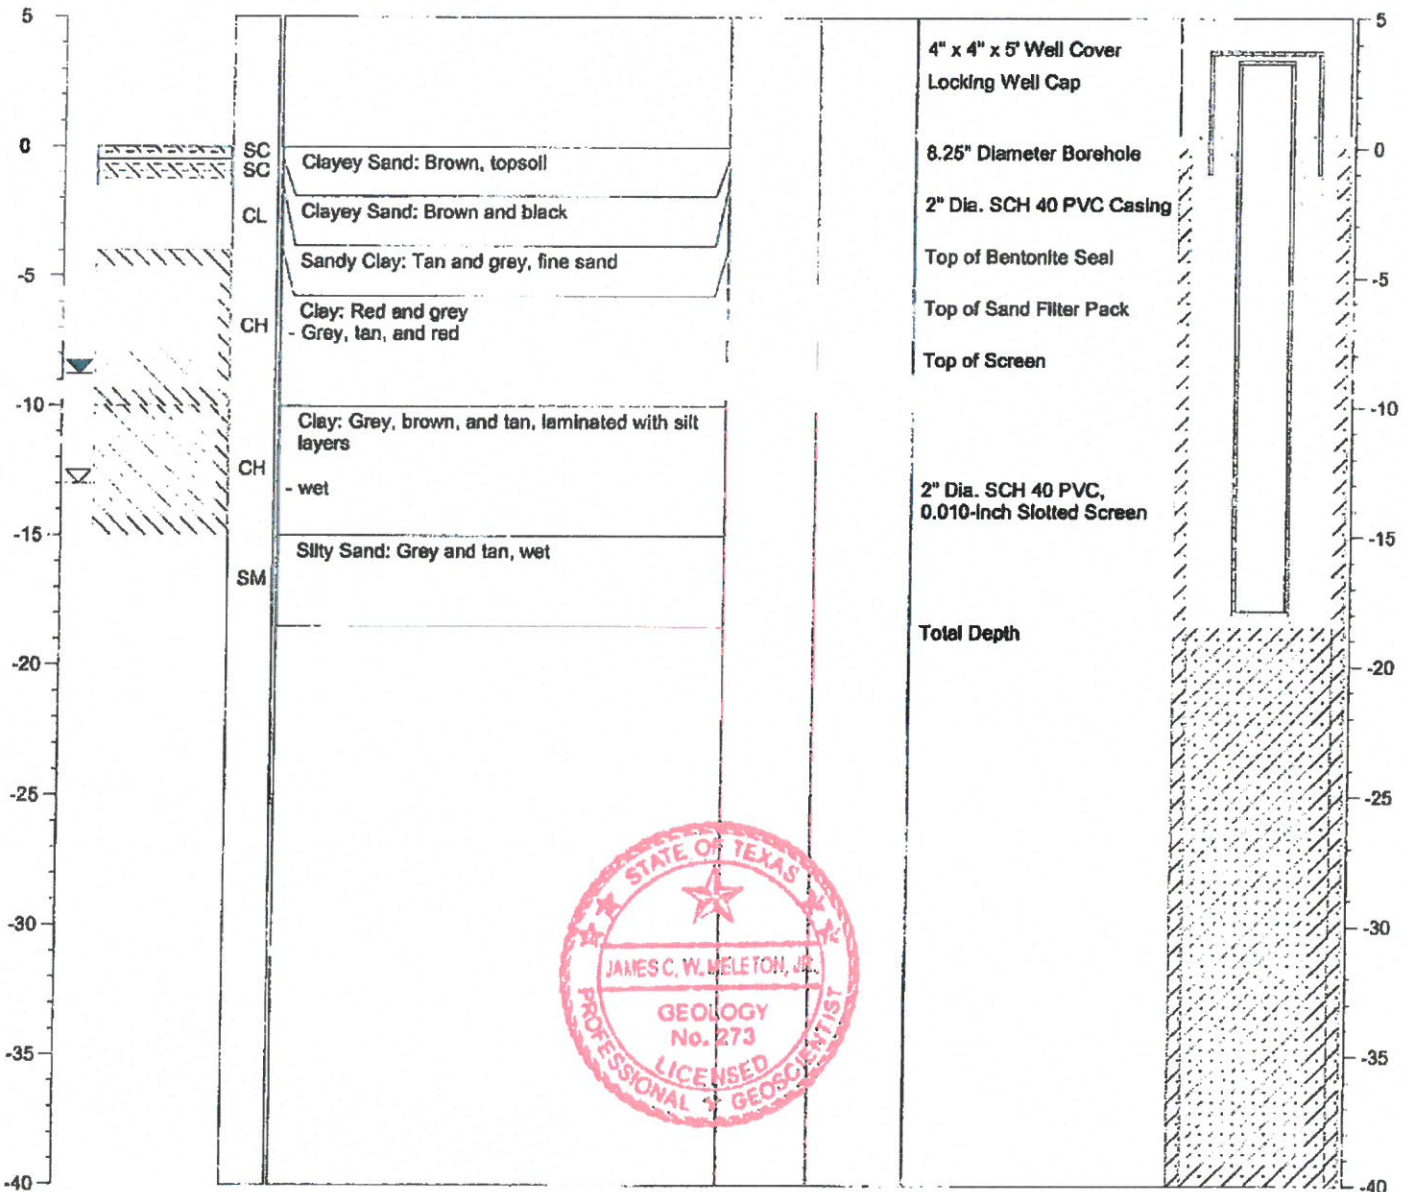 5
0
-5
-10
-15
-20
-25
-30
-35
-40
SC
SC
CL
CH
CH
SM
Clayey Sand: Brown, topsoil
Clayey Sand: Brown and black
Sandy Clay: Tan and grey, fine sand
Clay: Red and grey
- Grey, tan, and red
Clay: Grey, brown, and tan, laminated with silt
layers
- wet
Silty Sand: Grey and tan, wet
4" x 4" x 5' Well Cover
Locking Well Cap
8.25" Diameter Borehole
2" Dia. SCH 40 PVC Casing
Top of Bentonite Seal
Top of Sand Filter Pack
Top of Screen
2" Dia. SCH 40 PVC,
0.010-inch Slotted Screen
Total Depth
5
0
-5
-10
-15
-20
-25
-30
-35
-40
STATE OF TEXAS
JAMES C. W. MELETON, JR.
GEOLOGY
No. 273
LICENSED
PROFESSIONAL GEOSCIENTIST